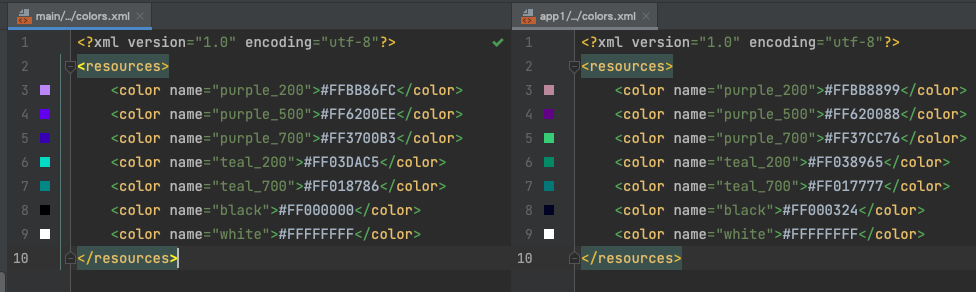 main/.../colors.xml
1 <?xml version="1.0" encoding="utf-8"?>
2 <resources>
3 <color name="purple_200">#FFBB86FC</color>
4 <color name="purple_500">#FF6200EE</color>
5 <color name="purple_700">#FF3700B3</color>
6 <color name="teal_200">#FF03DAC5</color>
7 <color name="teal_700">#FF018786</color>
8 <color name="black">#FF000000</color>
9 <color name="white">#FFFFFFFF</color>
10 </resources>
app1/.../colors.xml
1 <?xml version="1.0" encoding="utf-8"?>
2 <resources>
3 <color name="purple_200">#FFBB8899</color>
4 <color name="purple_500">#FF620088</color>
5 <color name="purple_700">#FF37CC76</color>
6 <color name="teal_200">#FF038965</color>
7 <color name="teal_700">#FF017777</color>
8 <color name="black">#FF000324</color>
9 <color name="white">#FFFFFFFF</color>
10 </resources>